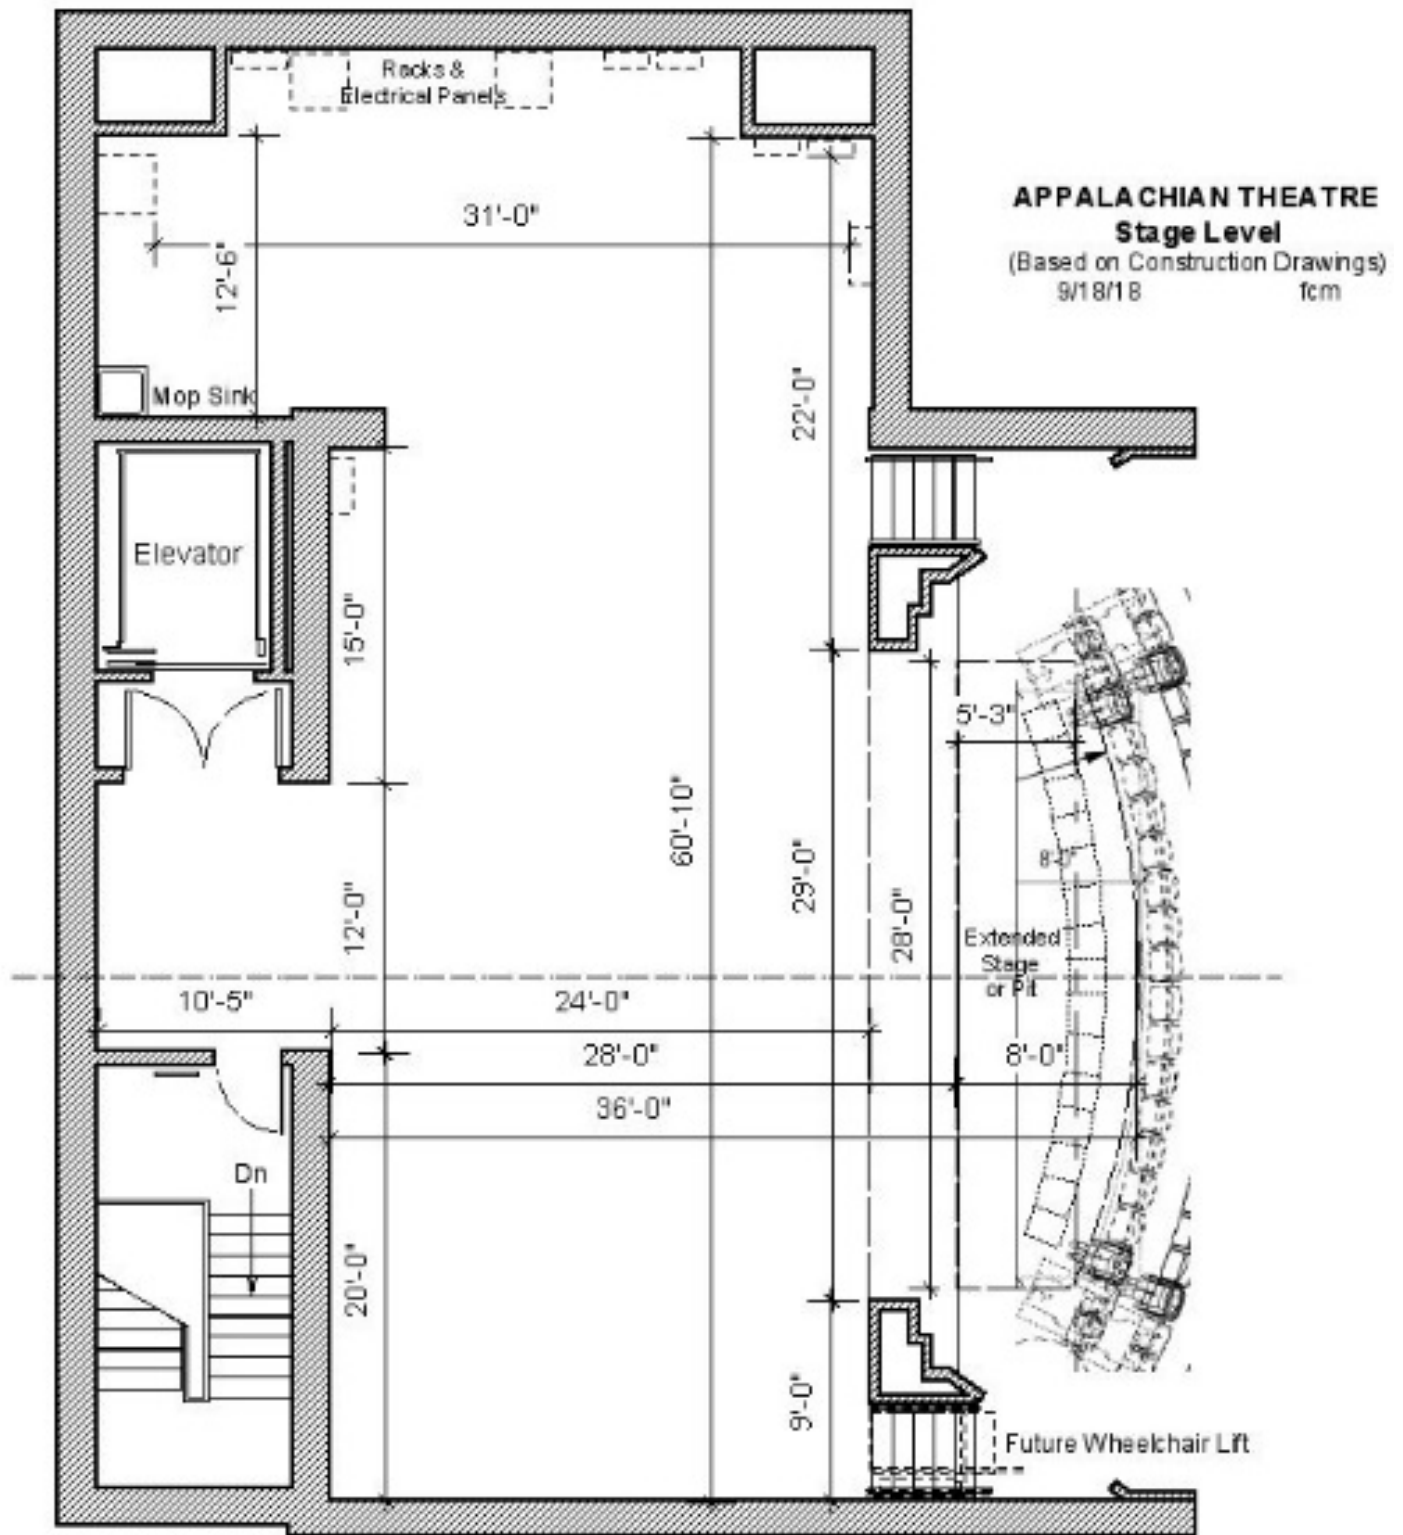 Racks &
Electrical Panels
APPALACHIAN THEATRE
Stage Level
(Based on Construction Drawings)
9/18/18 fcm
31'-0"
12'-6"
Mop Sink
22'-0"
Elevator
15'-0"
5'-3"
60'-10"
29'-0"
8'-0"
12'-0"
28'-0"
Extended
Stage
or Pit
10'-5"
24'-0"
28'-0"
8'-0"
36'-0"
Dn
20'-0"
9'-0"
Future Wheelchair Lift